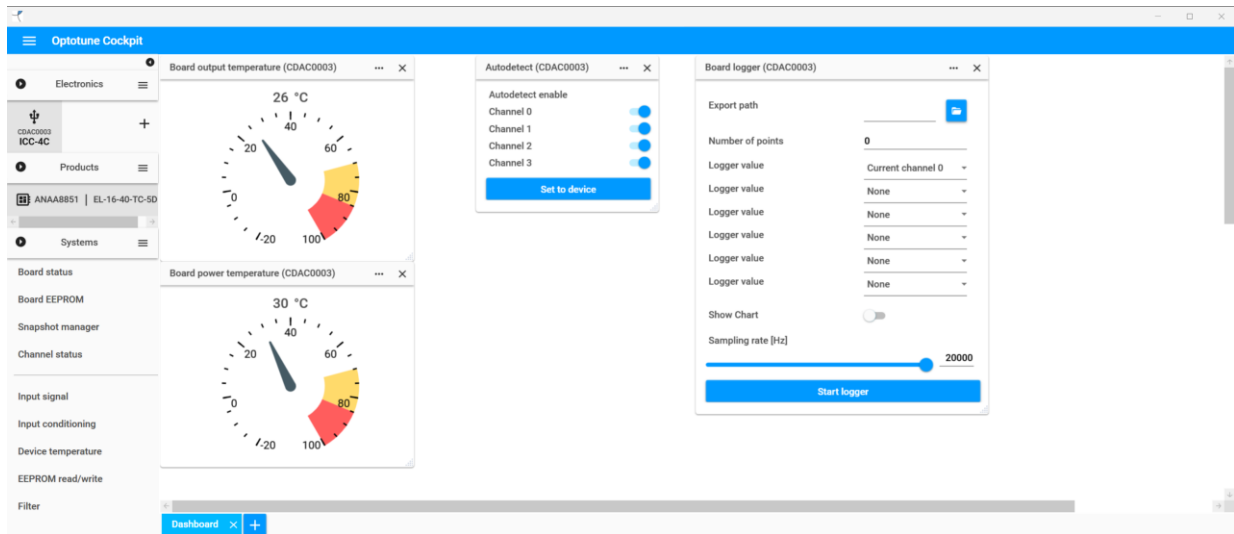 Optotune Cockpit
Electronics
CDAC0003
ICC-4C
+
Products
ANAA8851 | EL-16-40-TC-5D
Systems
Board status
Board EEPROM
Snapshot manager
Channel status
Input signal
Input conditioning
Device temperature
EEPROM read/write
Filter
Board output temperature (CDAC0003)
26 °C
-20
0
20
40
60
80
100
Board power temperature (CDAC0003)
30 °C
-20
0
20
40
60
80
100
Autodetect (CDAC0003)
Autodetect enable
Channel 0
Channel 1
Channel 2
Channel 3
Set to device
Board logger (CDAC0003)
Export path
Number of points 0
Logger value Current channel 0
Logger value None
Logger value None
Logger value None
Logger value None
Logger value None
Show Chart
Sampling rate [Hz]
20000
Start logger
Dashboard
+